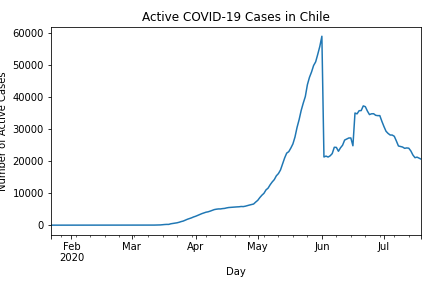 Active COVID-19 Cases in Chile
Number of Active Cases
60000
50000
40000
30000
20000
10000
0
Feb
2020
Mar
Apr
May
Jun
Jul
Day